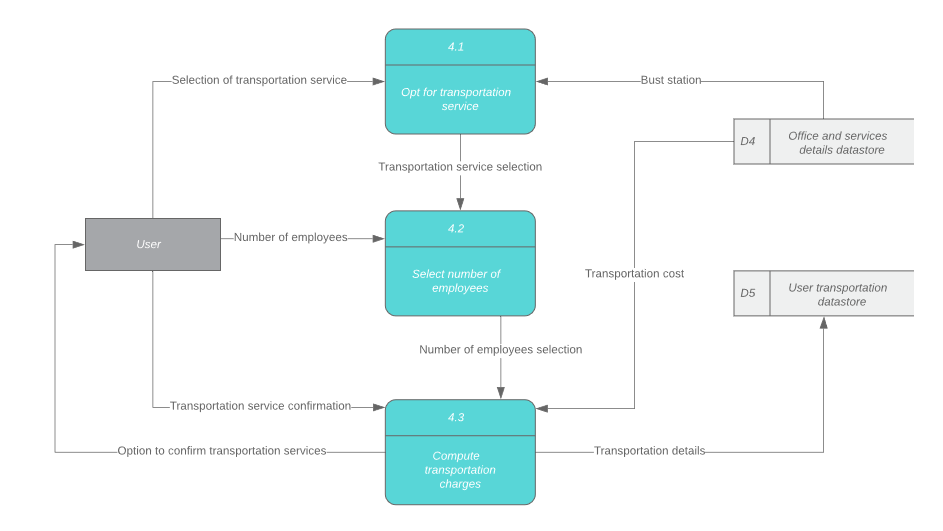 4.1
Selection of transportation service
Bust station
Opt for transportation
service
D4
Office and services
details datastore
Transportation service selection
4.2
User
Number of employees
Select number of
employees
Transportation cost
D5
User transportation
datastore
Number of employees selection
Transportation service confirmation
4.3
Option to confirm transportation services
Compute
transportation
charges
Transportation details